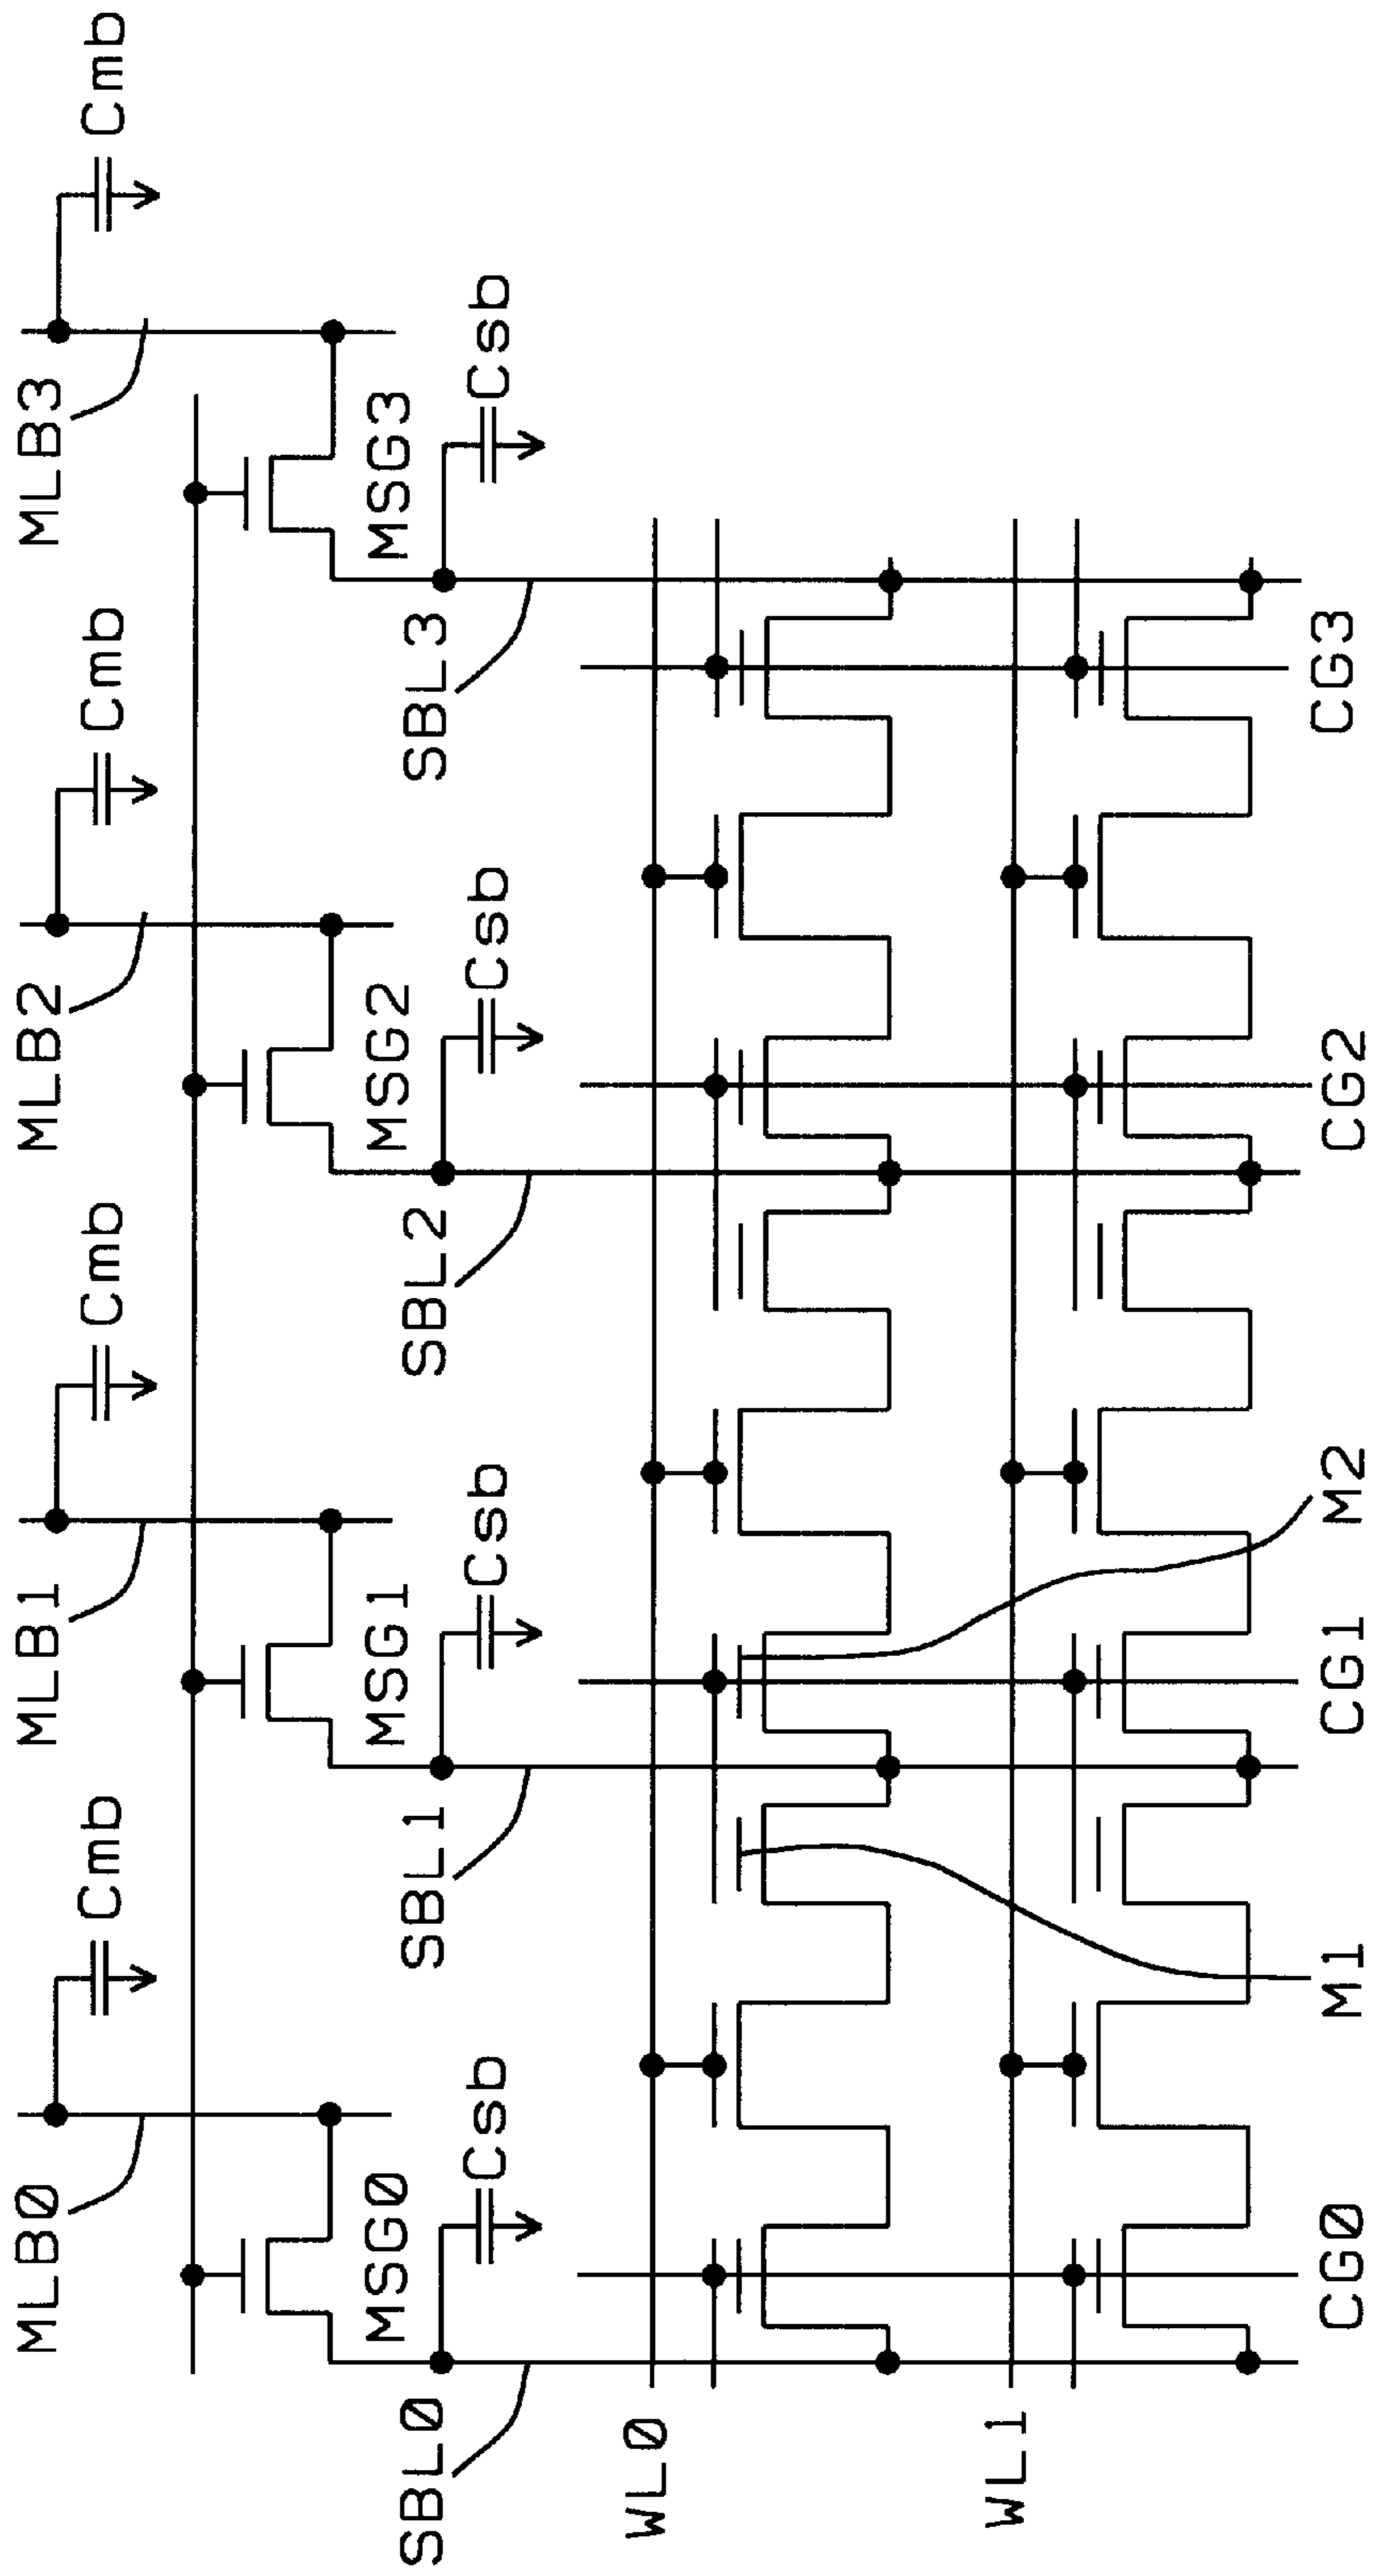 MLB0
Cmb
MLB1
Cmb
MLB2
Cmb
MLB3
Cmb
MSG0
MSG1
MSG2
MSG3
SBL0
Csb
SBL1
Csb
SBL2
Csb
SBL3
Csb
WL0
WL1
CG0
M1
CG1
M2
CG2
CG3